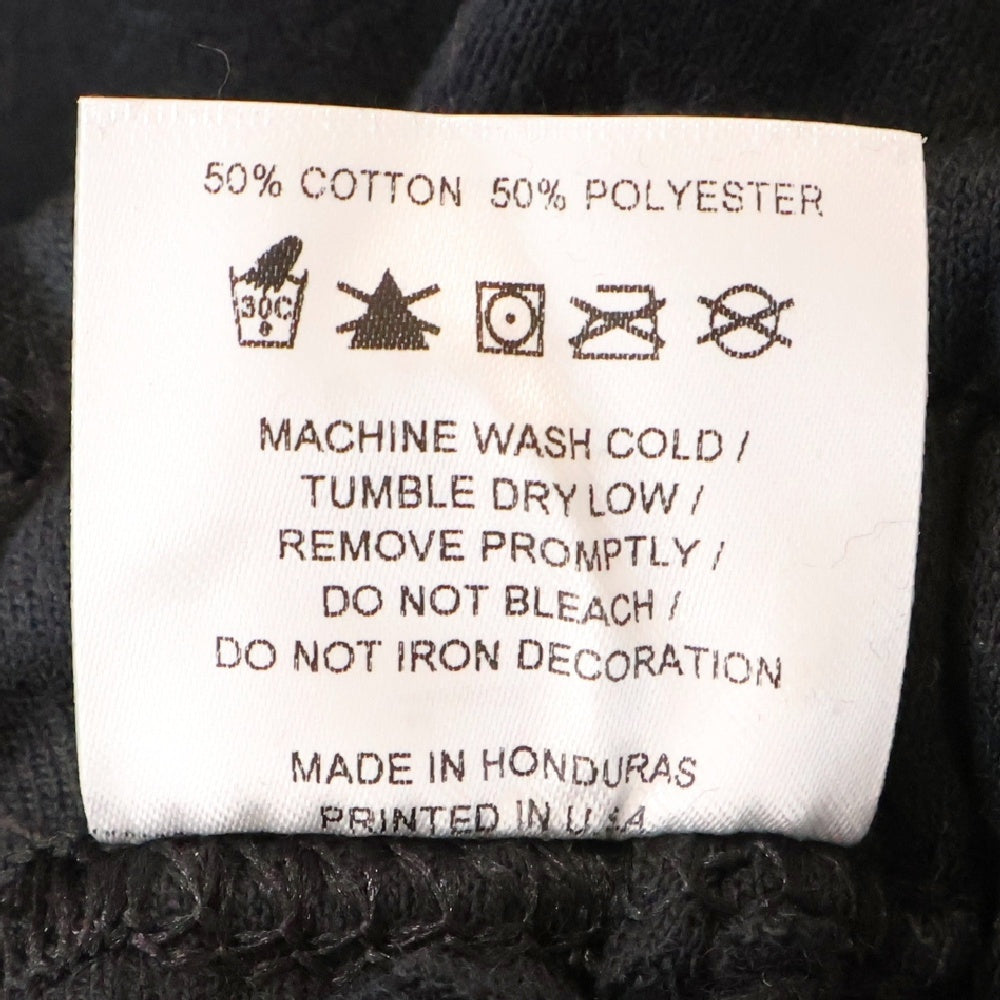 50% COTTON 50% POLYESTER
30C
MACHINE WASH COLD /
TUMBLE DRY LOW /
REMOVE PROMPTLY /
DO NOT BLEACH /
DO NOT IRON DECORATION
MADE IN HONDURAS
PRINTED IN U.S.A.